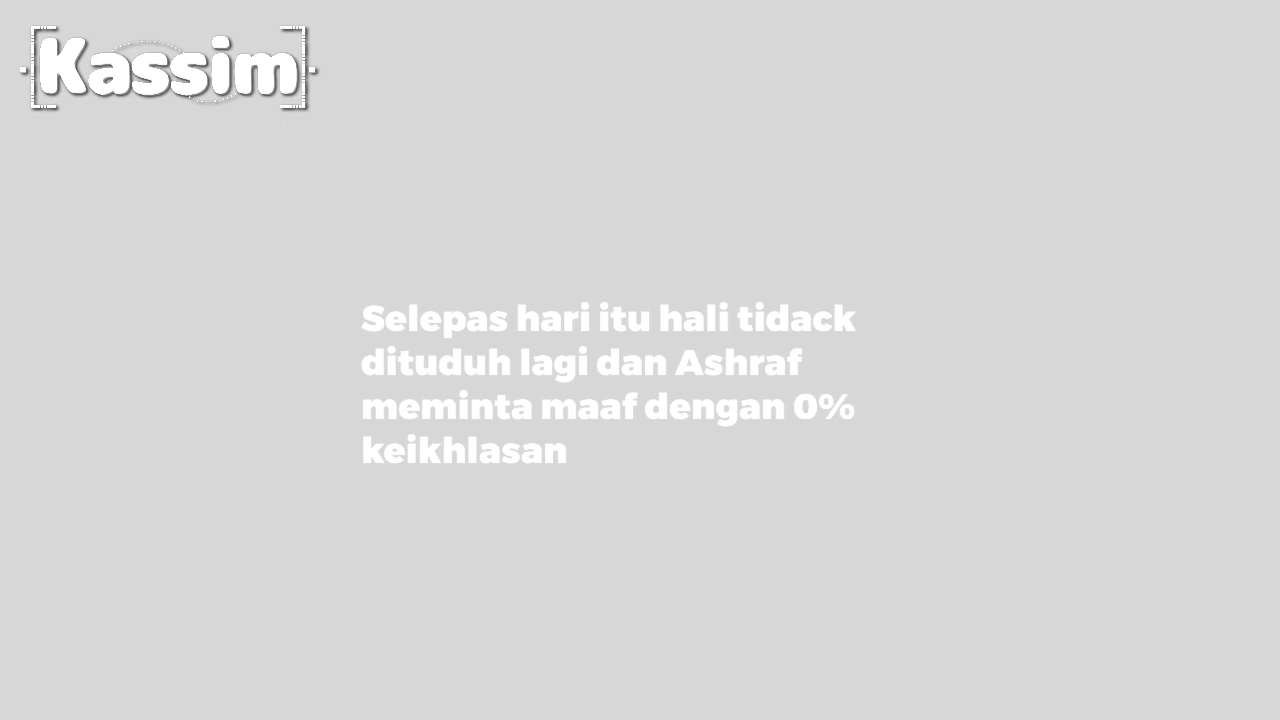 Kassim
Selepas hari itu hali tidack
dituduh lagi dan Ashraf
meminta maaf dengan 0%
keikhlasan